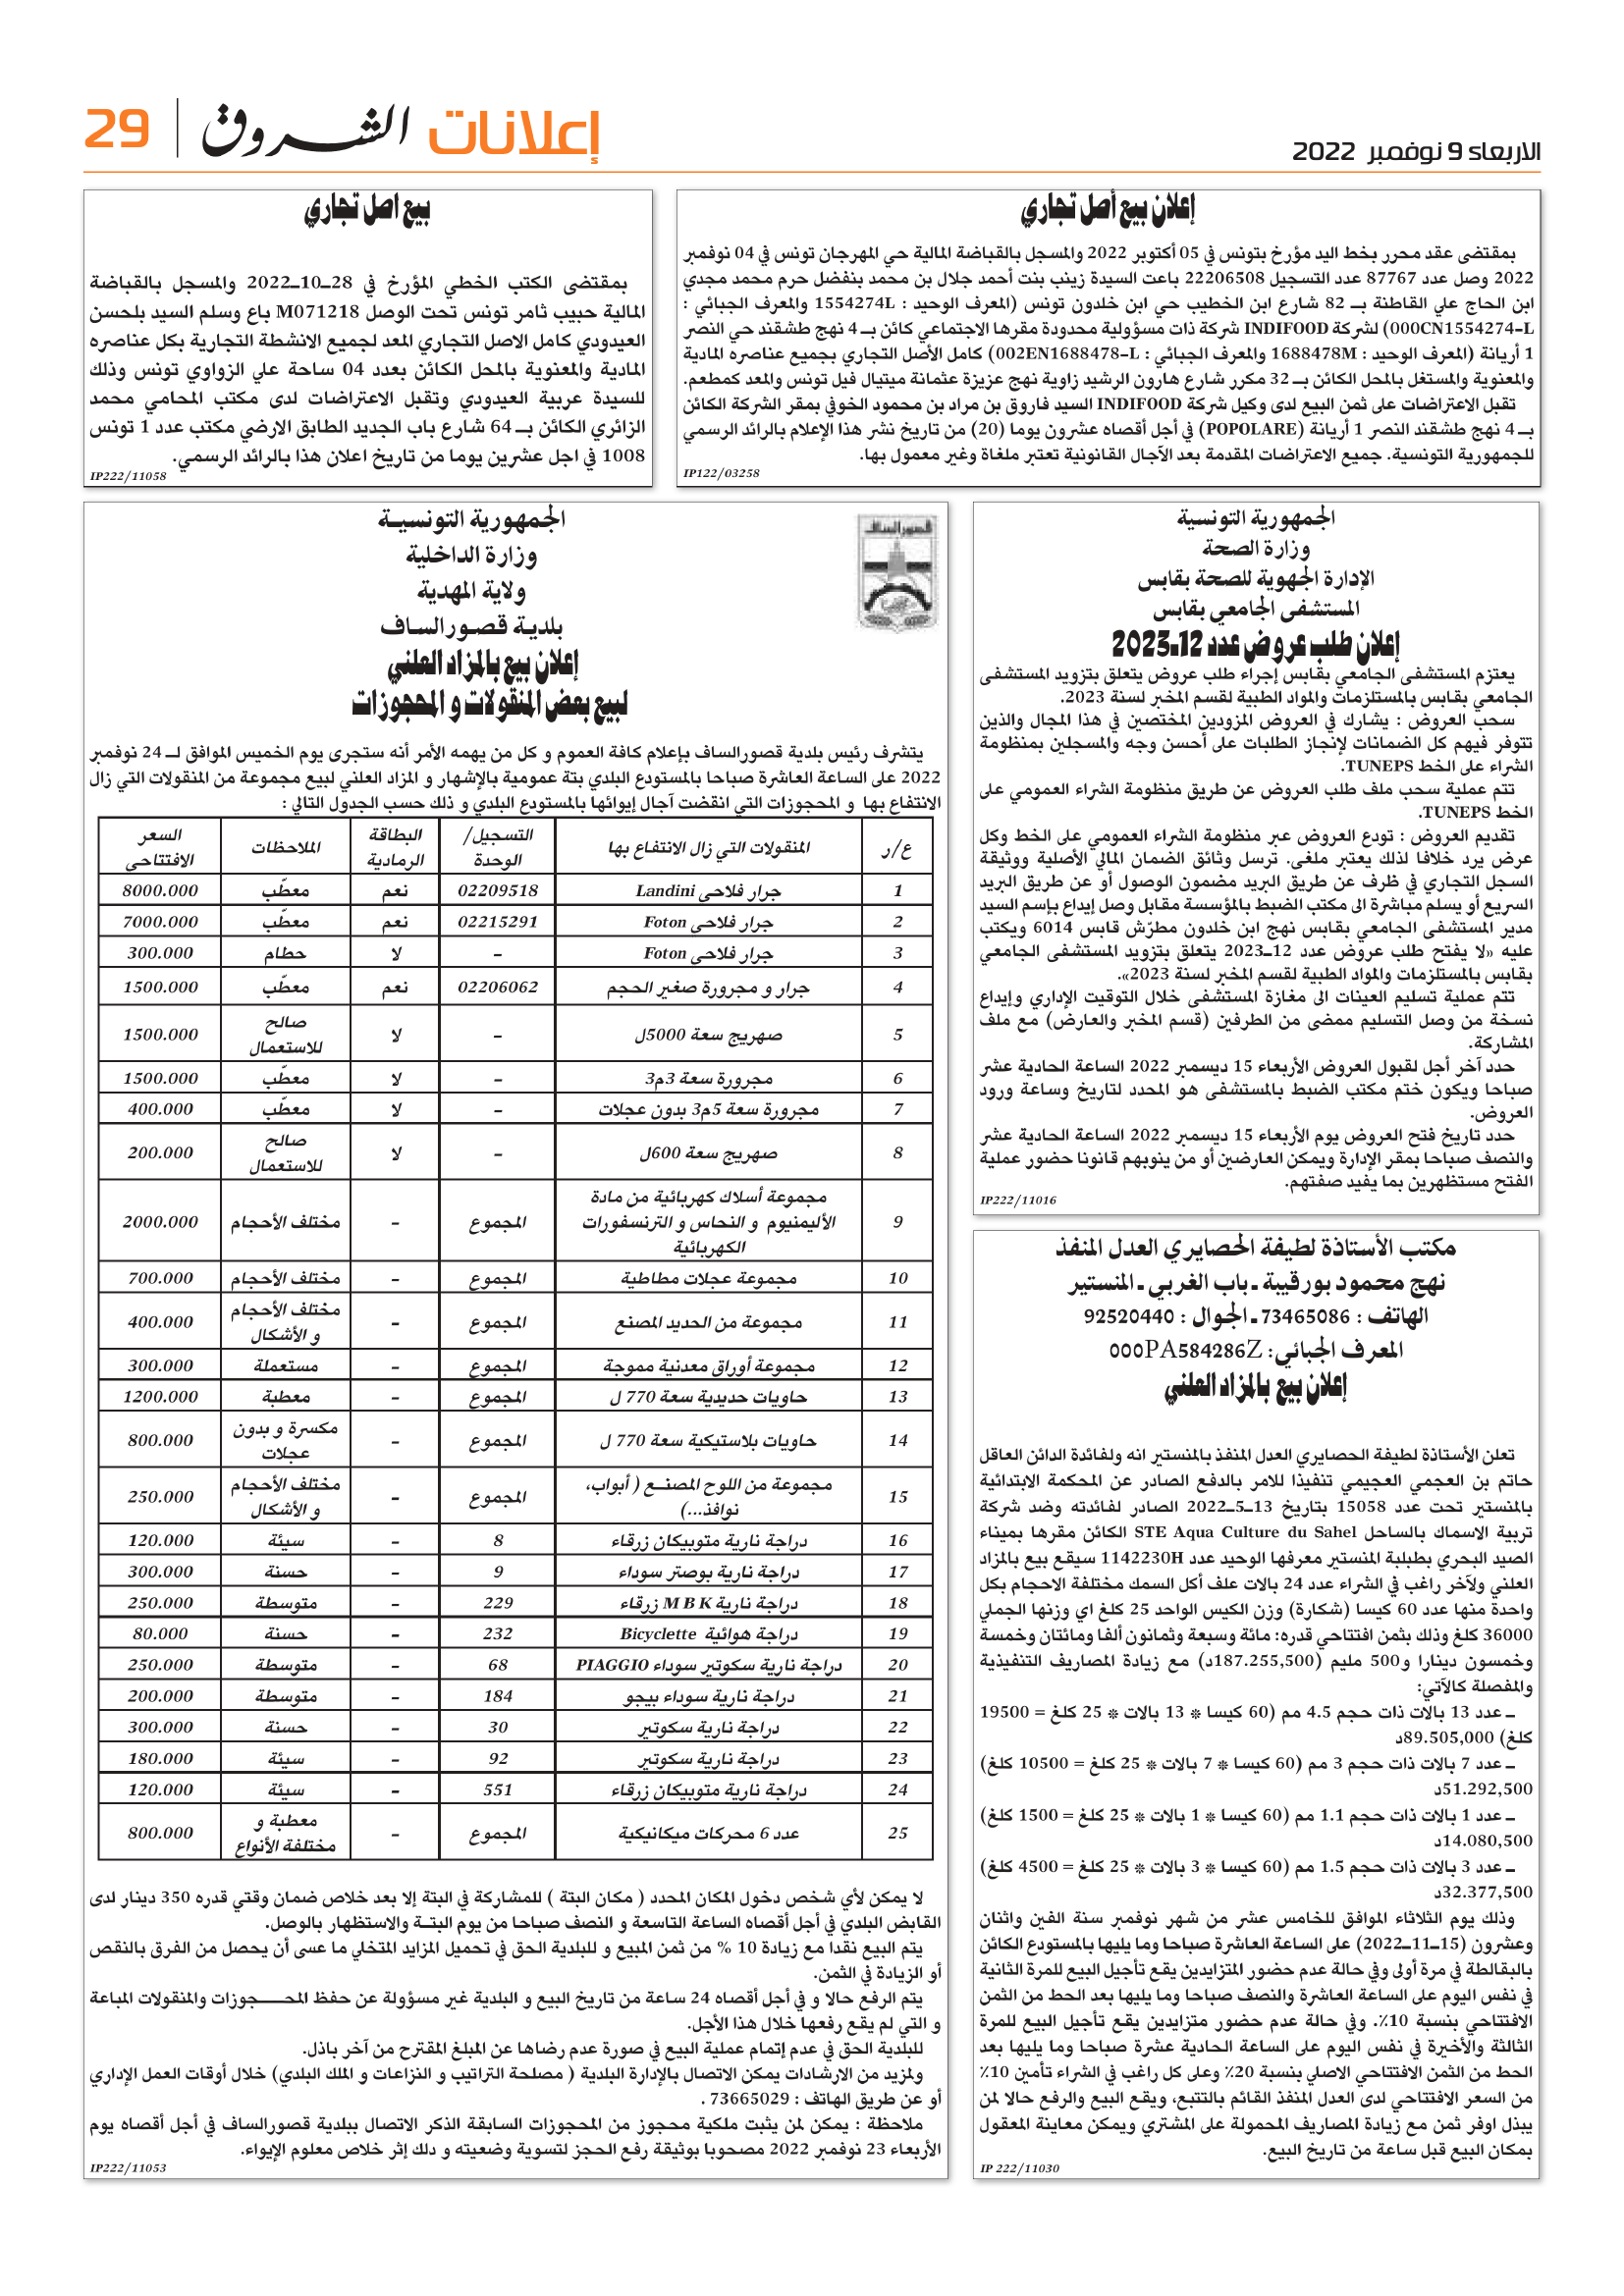 الاربعاء 9 نوفمبر 2022
إعلانات
الشروق
29
إعلان بيع أصل تجاري
بمقتضى عقد محرر بخط اليد مؤرخ بتونس في 05 أكتوبر 2022 والمسجل بالقباضة المالية حي المهرجان تونس في 04 نوفمبر
2022 وصل عدد 87767 عدد التسجيل 22206508 باعت السيدة زينب بنت أحمد جلال بن محمد بنفضل حرم محمد مجدي
ابن الحاج علي القاطنة بـ 82 شارع ابن الخطيب حي ابن خلدون تونس (المعرف الوحيد : 1554274L والمعرف الجبائي :
000CN1554274-L) لشركة INDIFOOD شركة ذات مسؤولية محدودة مقرها الاجتماعي كائن بـ 4 نهج طشقند حي النصر
1 أريانة (المعرف الوحيد : 1688478M والمعرف الجبائي : 002EN1688478-L) كامل الأصل التجاري بجميع عناصره المادية
والمعنوية والمستغل بالمحل الكائن بـ 32 مكرر شارع هارون الرشيد زاوية نهج عزيزة عثمانة ميتيال فيل تونس والمعد كمطعم.
تقبل الاعتراضات على ثمن البيع لدى وكيل شركة INDIFOOD السيد فاروق بن مراد بن محمود الخوفي بمقر الشركة الكائن
بـ 4 نهج طشقند النصر 1 أريانة (POPOLARE) في أجل أقصاه عشرون يوما (20) من تاريخ نشر هذا الإعلام بالرائد الرسمي
للجمهورية التونسية. جميع الاعتراضات المقدمة بعد الآجال القانونية تعتبر ملغاة وغير معمول بها.
IP122/03258
بيع اصل تجاري
بمقتضى الكتب الخطي المؤرخ في 28ـ10ـ2022 والمسجل بالقباضة
المالية حبيب ثامر تونس تحت الوصل M071218 باع وسلم السيد بلحسن
العيدودي كامل الاصل التجاري المعد لجميع الانشطة التجارية بكل عناصره
المادية والمعنوية بالمحل الكائن بعدد 04 ساحة علي الزواوي تونس وذلك
للسيدة عربية العيدودي وتقبل الاعتراضات لدى مكتب المحامي محمد
الزائري الكائن بـ 64 شارع باب الجديد الطابق الارضي مكتب عدد 1 تونس
1008 في اجل عشرين يوما من تاريخ اعلان هذا بالرائد الرسمي.
IP222/11058
الجمهورية التونسية
وزارة الصحة
الإدارة الجهوية للصحة بقابس
المستشفى الجامعي بقابس
إعلان طلب عروض عدد 12ـ2023
يعتزم المستشفى الجامعي بقابس إجراء طلب عروض يتعلق بتزويد المستشفى
الجامعي بقابس بالمستلزمات والمواد الطبية لقسم المخبر لسنة 2023.
سحب العروض : يشارك في العروض المزودين المختصين في هذا المجال والذين
تتوفر فيهم كل الضمانات لإنجاز الطلبات على أحسن وجه والمسجلين بمنظومة
الشراء على الخط TUNEPS.
تتم عملية سحب ملف طلب العروض عن طريق منظومة الشراء العمومي على
الخط TUNEPS.
تقديم العروض : تودع العروض عبر منظومة الشراء العمومي على الخط وكل
عرض يرد خلافا لذلك يعتبر ملغى. ترسل وثائق الضمان المالي الأصلية ووثيقة
السجل التجاري في ظرف عن طريق البريد مضمون الوصول أو عن طريق البريد
السريع أو يسلم مباشرة الى مكتب الضبط بالمؤسسة مقابل وصل إيداع بإسم السيد
مدير المستشفى الجامعي بقابس نهج ابن خلدون مطرّش قابس 6014 ويكتب
عليه «لا يفتح طلب عروض عدد 12ـ2023 يتعلق بتزويد المستشفى الجامعي
بقابس بالمستلزمات والمواد الطبية لقسم المخبر لسنة 2023».
تتم عملية تسليم العينات الى مغازة المستشفى خلال التوقيت الإداري وإيداع
نسخة من وصل التسليم ممضى من الطرفين (قسم المخبر والعارض) مع ملف
المشاركة.
حدد آخر أجل لقبول العروض الأربعاء 15 ديسمبر 2022 الساعة الحادية عشر
صباحا ويكون ختم مكتب الضبط بالمستشفى هو المحدد لتاريخ وساعة ورود
العروض.
حدد تاريخ فتح العروض يوم الأربعاء 15 ديسمبر 2022 الساعة الحادية عشر
والنصف صباحا بمقر الإدارة ويمكن العارضين أو من ينوبهم قانونا حضور عملية
الفتح مستظهرين بما يفيد صفتهم.
IP222/11016
مكتب الأستاذة لطيفة الحصايري العدل المنفذ
نهج محمود بورقيبة ـ باب الغربي ـ المنستير
الهاتف : 73465086 ـ الجوال : 92520440
المعرف الجبائي: 000PA584286Z
إعلان بيع بالمزاد العلني
تعلن الأستاذة لطيفة الحصايري العدل المنفذ بالمنستير انه ولفائدة الدائن العاقل
حاتم بن العجمي العجيمي تنفيذا للامر بالدفع الصادر عن المحكمة الابتدائية
بالمنستير تحت عدد 15058 بتاريخ 13ـ5ـ2022 الصادر لفائدته وضد شركة
تربية الاسماك بالساحل STE Aqua Culture du Sahel الكائن مقرها بميناء
الصيد البحري بطبلبة المنستير معرفها الوحيد عدد 1142230H سيقع بيع بالمزاد
العلني ولآخر راغب في الشراء عدد 24 بالات علف أكل السمك مختلفة الاحجام بكل
واحدة منها عدد 60 كيسا (شكارة) وزن الكيس الواحد 25 كلغ اي وزنها الجملي
36000 كلغ وذلك بثمن افتتاحي قدره: مائة وسبعة وثمانون ألفا ومائتان وخمسة
وخمسون دينارا و500 مليم (187.255,500د) مع زيادة المصاريف التنفيذية
والمفصلة كالآتي:
ـ عدد 13 بالات ذات حجم 4.5 مم (60 كيسا * 13 بالات * 25 كلغ = 19500
كلغ) 89.505,000د
ـ عدد 7 بالات ذات حجم 3 مم (60 كيسا * 7 بالات * 25 كلغ = 10500 كلغ)
51.292,500د
ـ عدد 1 بالات ذات حجم 1.1 مم (60 كيسا * 1 بالات * 25 كلغ = 1500 كلغ)
14.080,500د
ـ عدد 3 بالات ذات حجم 1.5 مم (60 كيسا * 3 بالات * 25 كلغ = 4500 كلغ)
32.377,500د
وذلك يوم الثلاثاء الموافق للخامس عشر من شهر نوفمبر سنة الفين واثنان
وعشرون (15ـ11ـ2022) على الساعة العاشرة صباحا وما يليها بالمستودع الكائن
بالبقالطة في مرة أولى وفي حالة عدم حضور المتزايدين يقع تأجيل البيع للمرة الثانية
في نفس اليوم على الساعة العاشرة والنصف صباحا وما يليها بعد الحط من الثمن
الافتتاحي بنسبة 10٪. وفي حالة عدم حضور متزايدين يقع تأجيل البيع للمرة
الثالثة والأخيرة في نفس اليوم على الساعة الحادية عشرة صباحا وما يليها بعد
الحط من الثمن الافتتاحي الاصلي بنسبة 20٪ وعلى كل راغب في الشراء تأمين 10٪
من السعر الافتتاحي لدى العدل المنفذ القائم بالتتبع، ويقع البيع والرفع حالا لمن
يبذل اوفر ثمن مع زيادة المصاريف المحمولة على المشتري ويمكن معاينة المعقول
بمكان البيع قبل ساعة من تاريخ البيع.
IP 222/11030
قصور الساف
الجمهورية التونسيـة
وزارة الداخلية
ولاية المهدية
بلديـة قصـور السـاف
إعلان بيع بالمزاد العلني
لبيع بعض المنقولات و المحجوزات
يتشرف رئيس بلدية قصورالساف بإعلام كافة العموم و كل من يهمه الأمر أنه ستجرى يوم الخميس الموافق لـ 24 نوفمبر
2022 على الساعة العاشرة صباحا بالمستودع البلدي بتة عمومية بالإشهار و المزاد العلني لبيع مجموعة من المنقولات التي زال
الانتفاع بها و المحجوزات التي انقضت آجال إيوائها بالمستودع البلدي و ذلك حسب الجدول التالي :
ع/ر المنقولات التي زال الانتفاع بها التسجيل/ الوحدة البطاقة الرمادية الملاحظات السعر الافتتاحي
1 جرار فلاحي Landini 02209518 نعم معطّب 8000.000
2 جرار فلاحي Foton 02215291 نعم معطّب 7000.000
3 جرار فلاحي Foton – لا حطام 300.000
4 جرار و مجرورة صغير الحجم 02206062 نعم معطّب 1500.000
5 صهريج سعة 5000ل – لا صالح للاستعمال 1500.000
6 مجرورة سعة 3م3 – لا معطّب 1500.000
7 مجرورة سعة 5م3 بدون عجلات – لا معطّب 400.000
8 صهريج سعة 600ل – لا صالح للاستعمال 200.000
9 مجموعة أسلاك كهربائية من مادة الأليمنيوم و النحاس و الترنسفورات الكهربائية المجموع – مختلف الأحجام 2000.000
10 مجموعة عجلات مطاطية المجموع – مختلف الأحجام 700.000
11 مجموعة من الحديد المصنع المجموع – مختلف الأحجام و الأشكال 400.000
12 مجموعة أوراق معدنية مموجة المجموع – مستعملة 300.000
13 حاويات حديدية سعة 770 ل المجموع – معطبة 1200.000
14 حاويات بلاستيكية سعة 770 ل المجموع – مكسرة و بدون عجلات 800.000
15 مجموعة من اللوح المصنـع ( أبواب، نوافذ...) المجموع – مختلف الأحجام و الأشكال 250.000
16 دراجة نارية متوبيكان زرقاء 8 – سيئة 120.000
17 دراجة نارية بوصتر سوداء 9 – حسنة 300.000
18 دراجة نارية M B K زرقاء 229 – متوسطة 250.000
19 دراجة هوائية Bicyclette 232 – حسنة 80.000
20 دراجة نارية سكوتير سوداء PIAGGIO 68 – متوسطة 250.000
21 دراجة نارية سوداء بيجو 184 – متوسطة 200.000
22 دراجة نارية سكوتير 30 – حسنة 300.000
23 دراجة نارية سكوتير 92 – سيئة 180.000
24 دراجة نارية متوبيكان زرقاء 551 – سيئة 120.000
25 عدد 6 محركات ميكانيكية المجموع – معطبة و مختلفة الأنواع 800.000
لا يمكن لأي شخص دخول المكان المحدد ( مكان البتة ) للمشاركة في البتة إلا بعد خلاص ضمان وقتي قدره 350 دينار لدى
القابض البلدي في أجل أقصاه الساعة التاسعة و النصف صباحا من يوم البتـة والاستظهار بالوصل.
يتم البيع نقدا مع زيادة 10 % من ثمن المبيع و للبلدية الحق في تحميل المزايد المتخلي ما عسى أن يحصل من الفرق بالنقص
أو الزيادة في الثمن.
يتم الرفع حالا و في أجل أقصاه 24 ساعة من تاريخ البيع و البلدية غير مسؤولة عن حفظ المحـــجوزات والمنقولات المباعة
و التي لم يقع رفعها خلال هذا الأجل.
للبلدية الحق في عدم إتمام عملية البيع في صورة عدم رضاها عن المبلغ المقترح من آخر باذل.
ولمزيد من الارشادات يمكن الاتصال بالإدارة البلدية ( مصلحة التراتيب و النزاعات و الملك البلدي) خلال أوقات العمل الإداري
أو عن طريق الهاتف : 73665029 .
ملاحظة : يمكن لمن يثبت ملكية محجوز من المحجوزات السابقة الذكر الاتصال ببلدية قصورالساف في أجل أقصاه يوم
الأربعاء 23 نوفمبر 2022 مصحوبا بوثيقة رفع الحجز لتسوية وضعيته و دلك إثر خلاص معلوم الإيواء.
IP222/11053